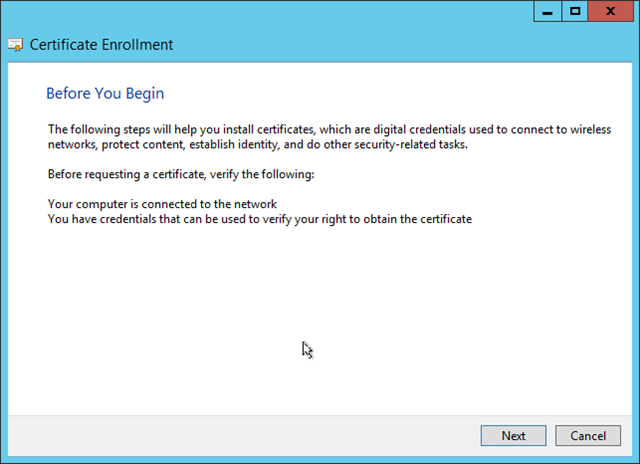 Certificate Enrollment
Before You Begin
The following steps will help you install certificates, which are digital credentials used to connect to wireless
networks, protect content, establish identity, and do other security-related tasks.
Before requesting a certificate, verify the following:
Your computer is connected to the network
You have credentials that can be used to verify your right to obtain the certificate
Next
Cancel